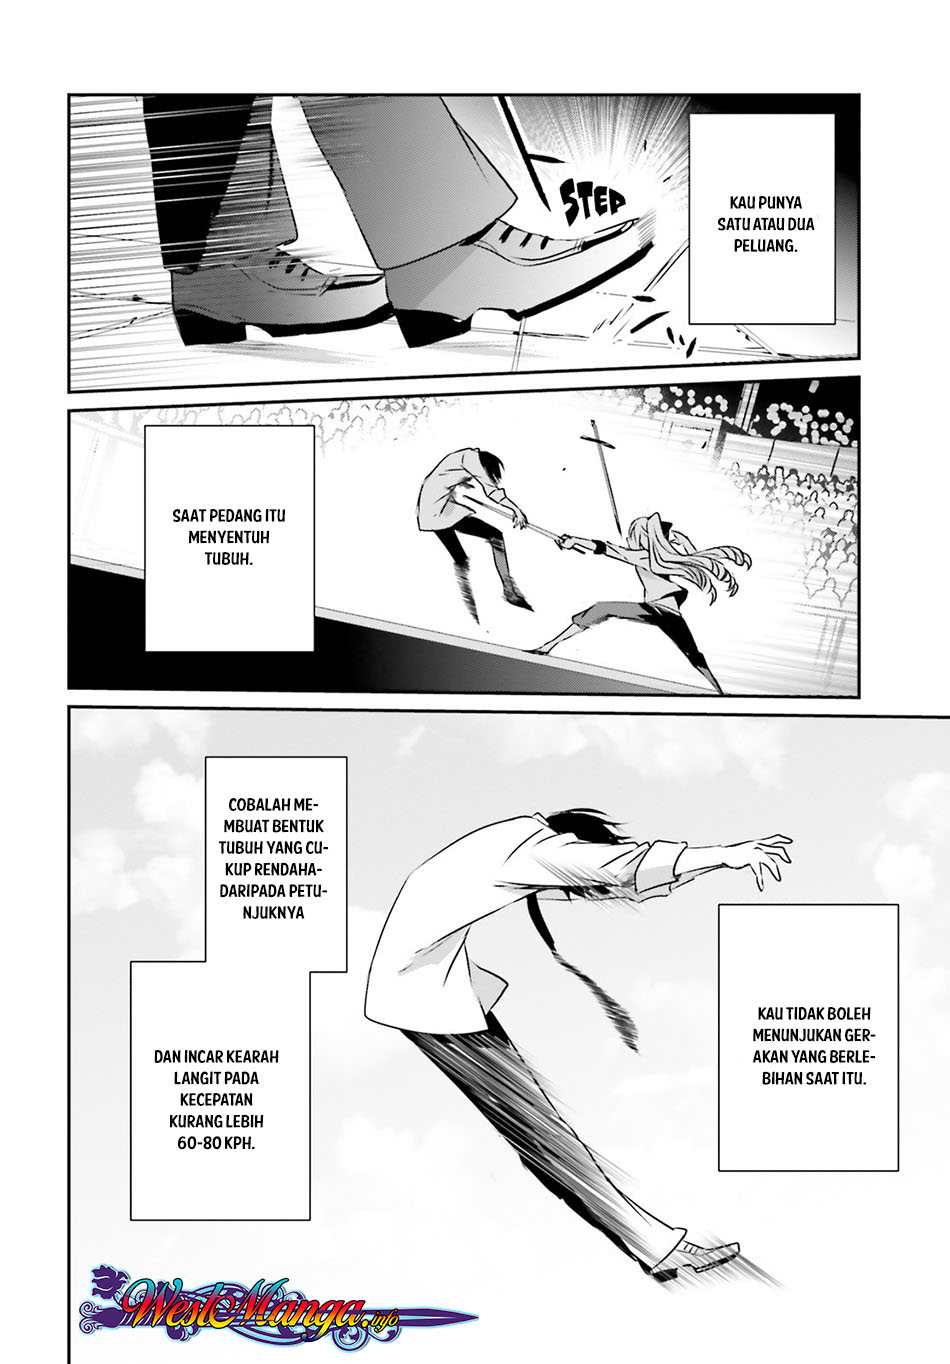 KAU PUNYA
SATU ATAU DUA
PELUANG.
STEP
SAAT PEDANG ITU
MENYENTUH
TUBUH.
KAU TIDAK BOLEH
MENUNJUKAN GER-
AKAN YANG BERLE-
BIHAN SAAT ITU.
COBALAH ME-
MBUAT BENTUK
TUBUH YANG CU-
KUP RENDAHA-
DARIPADA PETU-
NJUKNYA
DAN INCAR KEARAH
LANGIT PADA
KECEPATAN
KURANG LEBIH
60-80 KPH.
WestManga.info